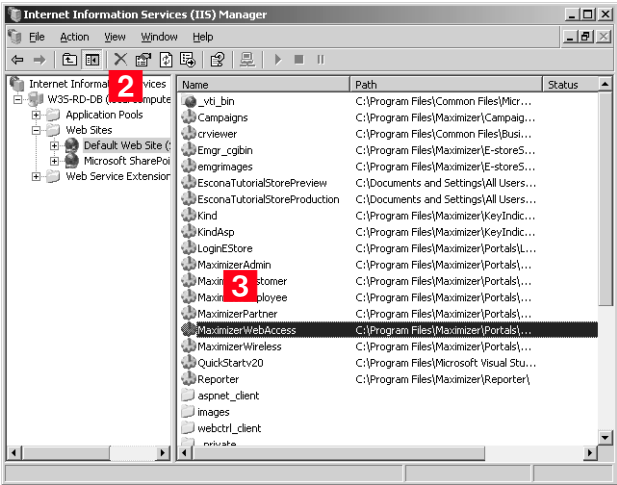 Internet Information Services (IIS) Manager
File Action View Window Help
2
Internet Informa rvices
W3S-RD-DB ( compute
Application Pools
Web Sites
Default Web Site (
Microsoft SharePoi
Web Service Extension
Name Path Status
_vti_bin C:\Program Files\Common Files\Micr...
Campaigns C:\Program Files\Maximizer\Campaig...
crviewer C:\Program Files\Common Files\Busi...
Emgr_cgibin C:\Program Files\Maximizer\E-storeS...
emgrimages C:\Program Files\Maximizer\E-storeS...
EsconaTutorialStorePreview C:\Documents and Settings\All Users...
EsconaTutorialStoreProduction C:\Documents and Settings\All Users...
Kind C:\Program Files\Maximizer\KeyIndic...
KindAsp C:\Program Files\Maximizer\KeyIndic...
LoginEStore C:\Program Files\Maximizer\Portals\L...
MaximizerAdmin C:\Program Files\Maximizer\Portals\...
3
Maxim stomer C:\Program Files\Maximizer\Portals\...
Maxim ployee C:\Program Files\Maximizer\Portals\...
MaximizerPartner C:\Program Files\Maximizer\Portals\...
MaximizerWebAccess C:\Program Files\Maximizer\Portals\...
MaximizerWireless C:\Program Files\Maximizer\Portals\...
QuickStartv20 C:\Program Files\Microsoft Visual Stu...
Reporter C:\Program Files\Maximizer\Reporter\
aspnet_client
images
webctrl_client
_private